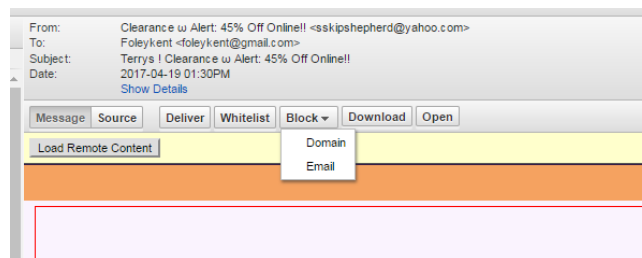 From: Clearance ω Alert: 45% Off Online!! <sskipshepherd@yahoo.com>
To: Foleykent <foleykent@gmail.com>
Subject: Terrys ! Clearance ω Alert: 45% Off Online!!
Date: 2017-04-19 01:30PM
Show Details
Message Source Deliver Whitelist Block Download Open
Load Remote Content Domain
Email